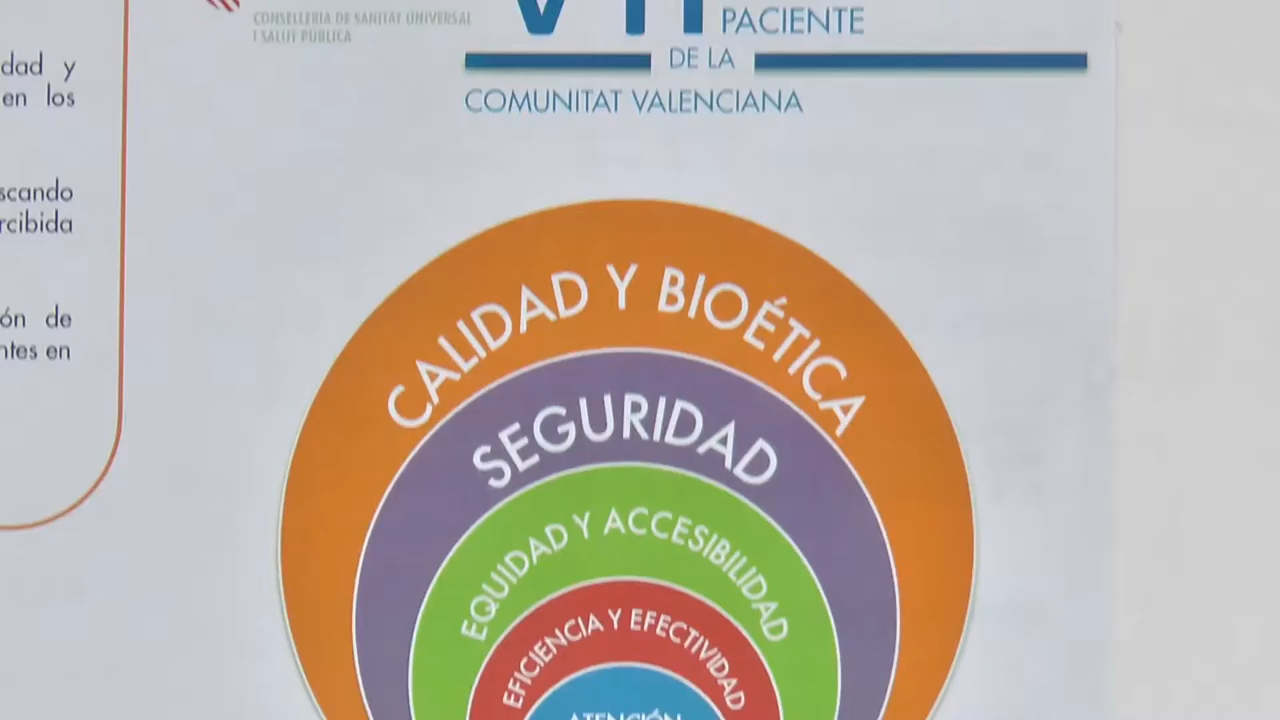 CONSELLERIA DE SANITAT UNIVERSAL
I SALUT PÚBLICA
PACIENTE
DE LA
COMUNITAT VALENCIANA
dad y
en los
scando
rcibida
ón de
ntes en
CALIDAD Y BIOÉTICA
SEGURIDAD
EQUIDAD Y ACCESIBILIDAD
EFICIENCIA Y EFECTIVIDAD
ATENCIÓN